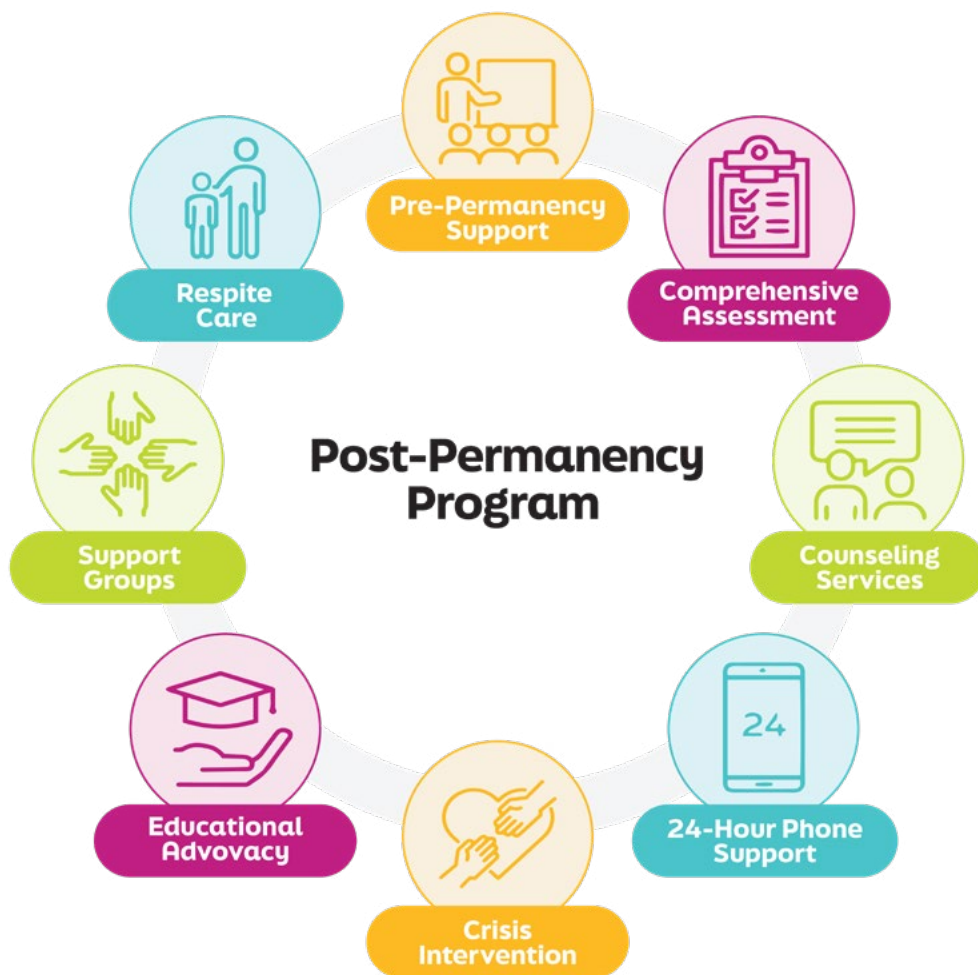 Pre-Permanency
Support
Comprehensive
Assessment
Counseling
Services
24
24-Hour Phone
Support
Crisis
Intervention
Educational
Advovacy
Support
Groups
Respite
Care
Post-Permanency
Program